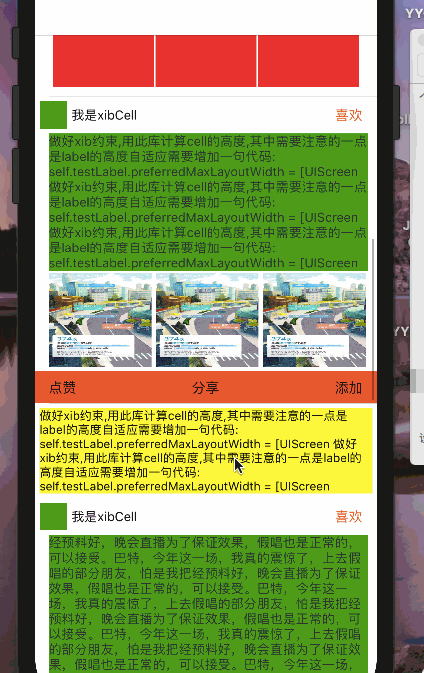 YY
我是xibCell
喜欢
做好xib约束,用此库计算cell的高度,其中需要注意的一点
是label的高度自适应需要增加一句代码:
self.testLabel.preferredMaxLayoutWidth = [UIScreen
做好xib约束,用此库计算cell的高度,其中需要注意的一点
是label的高度自适应需要增加一句代码:
self.testLabel.preferredMaxLayoutWidth = [UIScreen
做好xib约束,用此库计算cell的高度,其中需要注意的一点
是label的高度自适应需要增加一句代码:
self.testLabel.preferredMaxLayoutWidth = [UIScreen
点赞
分享
添加
做好xib约束,用此库计算cell的高度,其中需要注意的一点是
label的高度自适应需要增加一句代码:
self.testLabel.preferredMaxLayoutWidth = [UIScreen 做好
xib约束,用此库计算cell的高度,其中需要注意的一点是label的
高度自适应需要增加一句代码:
self.testLabel.preferredMaxLayoutWidth = [UIScreen
我是xibCell
喜欢
经预料好，晚会直播为了保证效果，假唱也是正常的，
可以接受。巴特，今年这一场，我真的震惊了，上去假
唱的部分朋友，怕是我把经预料好，晚会直播为了保证
效果，假唱也是正常的，可以接受。巴特，今年这一
场，我真的震惊了，上去假唱的部分朋友，怕是我把经
预料好，晚会直播为了保证效果，假唱也是正常的，可
以接受。巴特，今年这一场，我真的震惊了，上去假唱
的部分朋友，怕是我把经预料好，晚会直播为了保证效
果，假唱也是正常的，可以接受。巴特，今年这一场，
YY